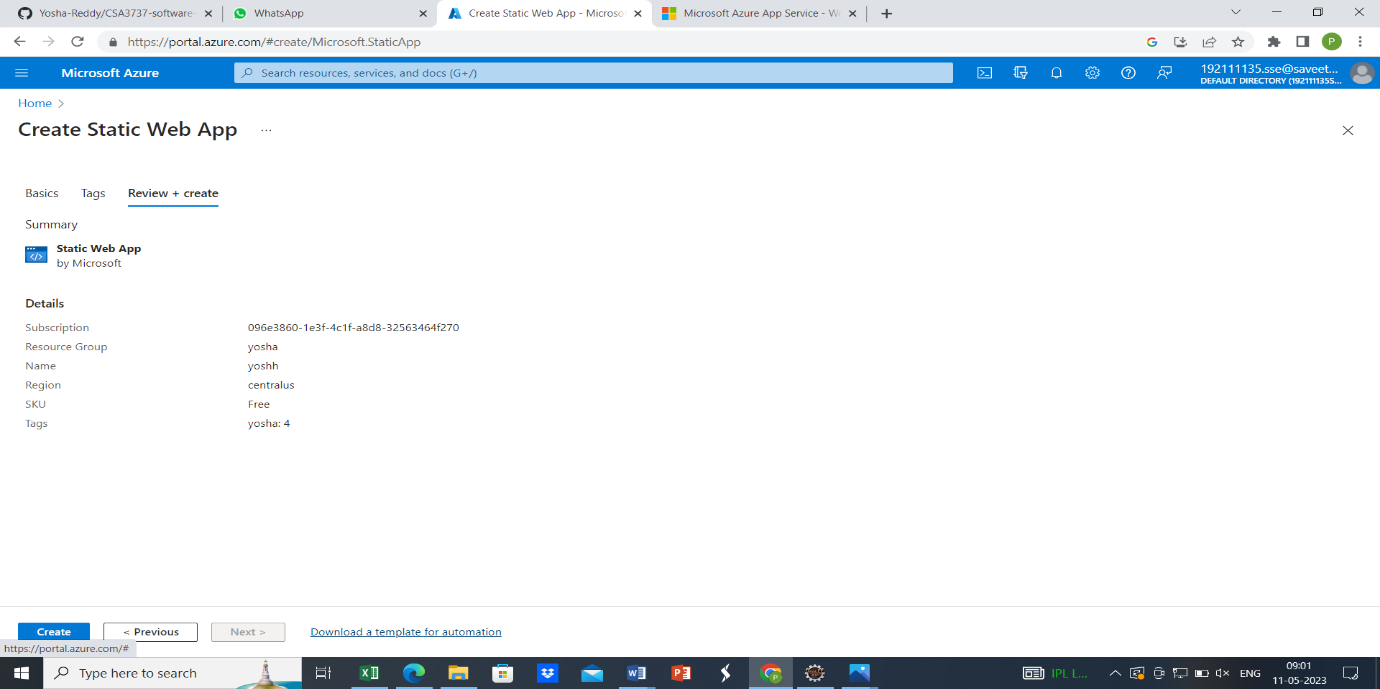 Yosha-Reddy/CSA3737-software-
WhatsApp
Create Static Web App - Microso
Microsoft Azure App Service - W
https://portal.azure.com/#create/Microsoft.StaticApp
P
Microsoft Azure
Search resources, services, and docs (G+/)
192111135.sse@saveet...
DEFAULT DIRECTORY (192111135S...
Home >
Create Static Web App ...
Basics Tags Review + create
Summary
Static Web App
by Microsoft
Details
Subscription 096e3860-1e3f-4c1f-a8d8-32563464f270
Resource Group yosha
Name yoshh
Region centralus
SKU Free
Tags yosha: 4
Create < Previous Next > Download a template for automation
https://portal.azure.com/#
Type here to search
IPL L...
ENG
09:01
11-05-2023